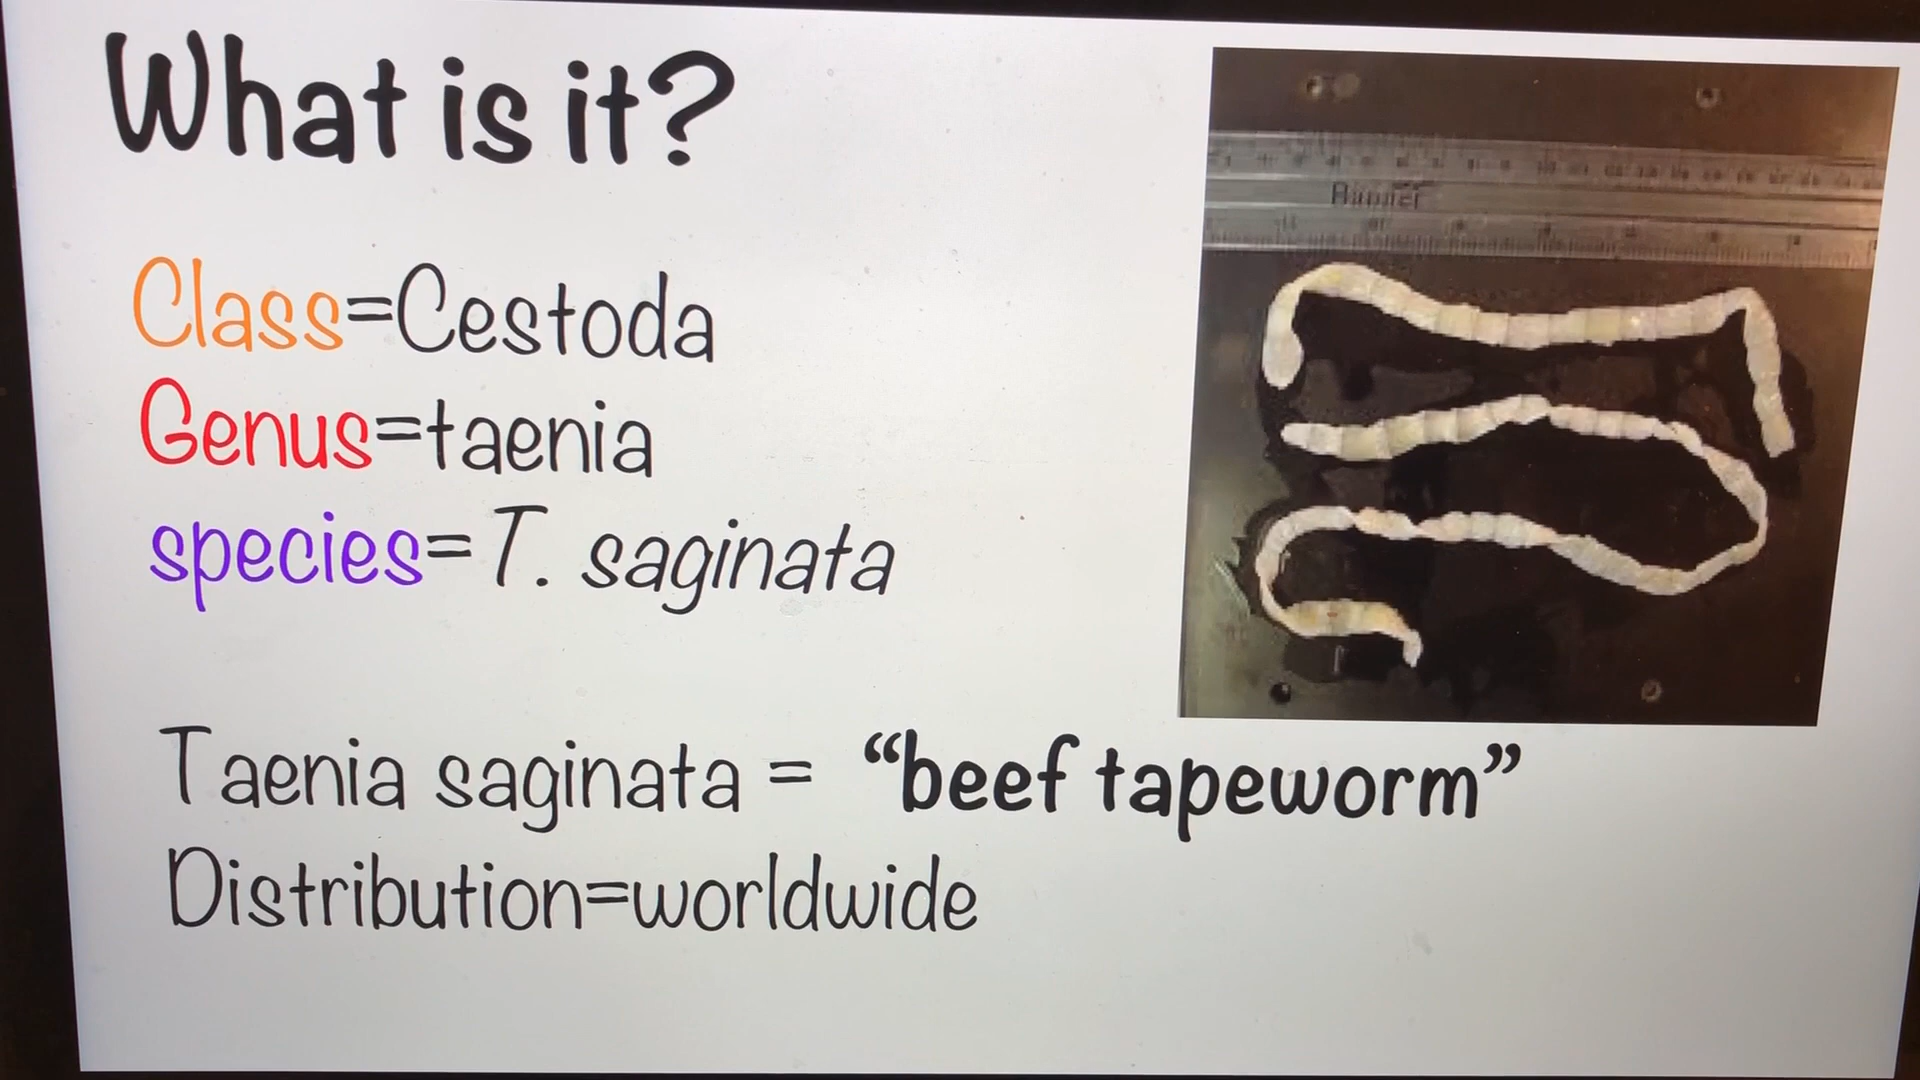 What is it?
Class=Cestoda
Genus=taenia
species=T. saginata
Taenia saginata = “beef tapeworm”
Distribution=worldwide